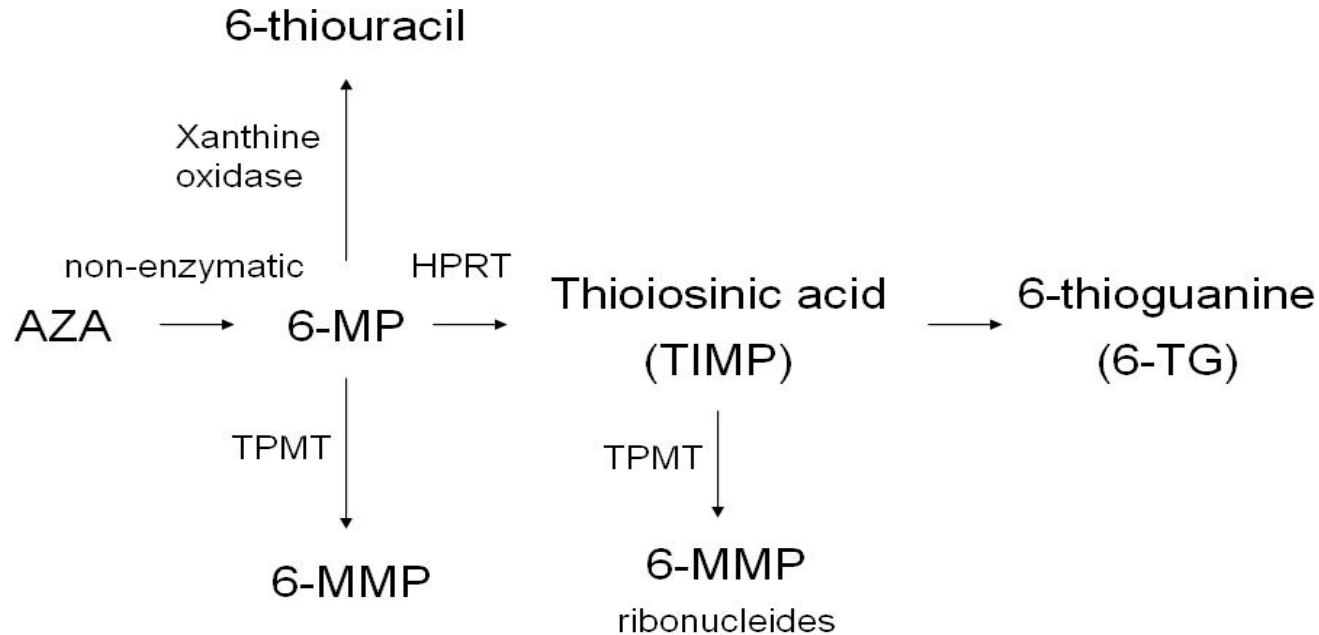 6-thiouracil
Xanthine
oxidase
non-enzymatic
HPRT
AZA
6-MP
Thioiosinic acid
(TIMP)
6-thioguanine
(6-TG)
TPMT
TPMT
6-MMP
6-MMP
ribonucleides